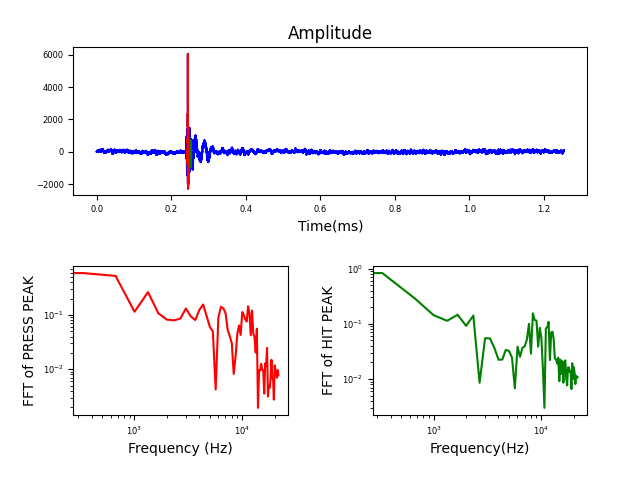 Amplitude
6000
4000
2000
0
−2000
0.0 0.2 0.4 0.6 0.8 1.0 1.2
Time(ms)
FFT of PRESS PEAK
10⁻¹
10⁻²
10³ 10⁴
Frequency (Hz)
FFT of HIT PEAK
10⁰
10⁻¹
10⁻²
10³ 10⁴
Frequency(Hz)